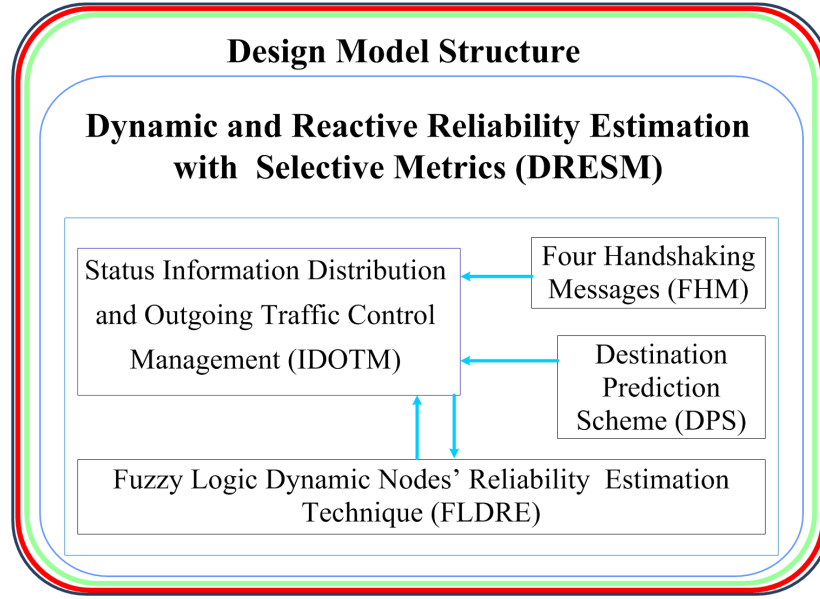 Design Model Structure
Dynamic and Reactive Reliability Estimation
with Selective Metrics (DRESM)
Status Information Distribution
and Outgoing Traffic Control
Management (IDOTM)
Four Handshaking
Messages (FHM)
Destination
Prediction
Scheme (DPS)
Fuzzy Logic Dynamic Nodes' Reliability Estimation
Technique (FLDRE)